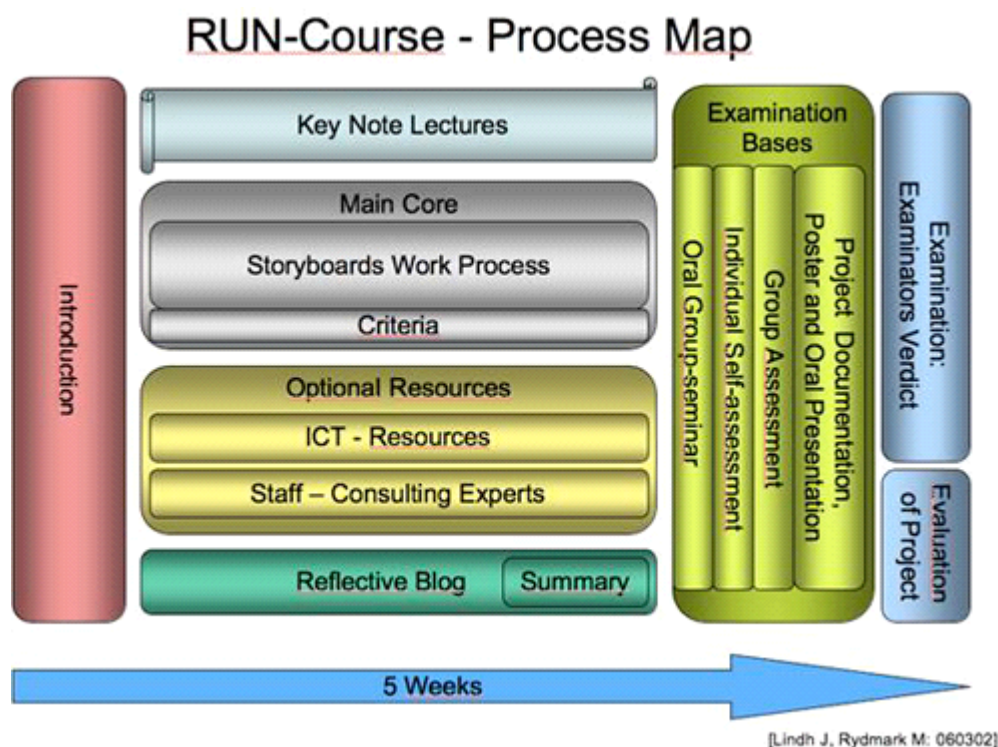 RUN-Course - Process Map
Introduction
Key Note Lectures
Main Core
Storyboards Work Process
Criteria
Optional Resources
ICT - Resources
Staff – Consulting Experts
Reflective Blog
Summary
Examination
Bases
Oral Group-seminar
Individual Self-assessment
Group Assessment
Project Documentation,
Poster and Oral Presentation
Examination:
Examinators Verdict
Evaluation
of Project
5 Weeks
[Lindh J, Rydmark M: 060302]